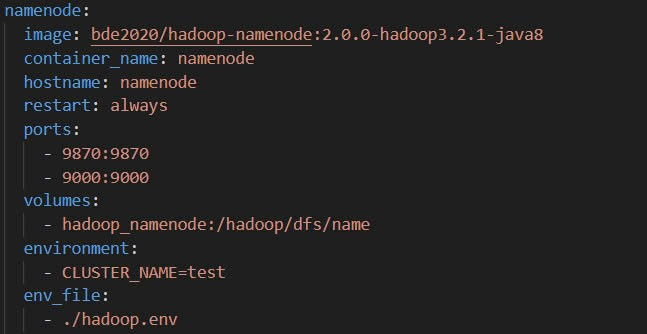 namenode:
  image: bde2020/hadoop-namenode:2.0.0-hadoop3.2.1-java8
  container_name: namenode
  hostname: namenode
  restart: always
  ports:
    - 9870:9870
    - 9000:9000
  volumes:
    - hadoop_namenode:/hadoop/dfs/name
  environment:
    - CLUSTER_NAME=test
  env_file:
    - ./hadoop.env